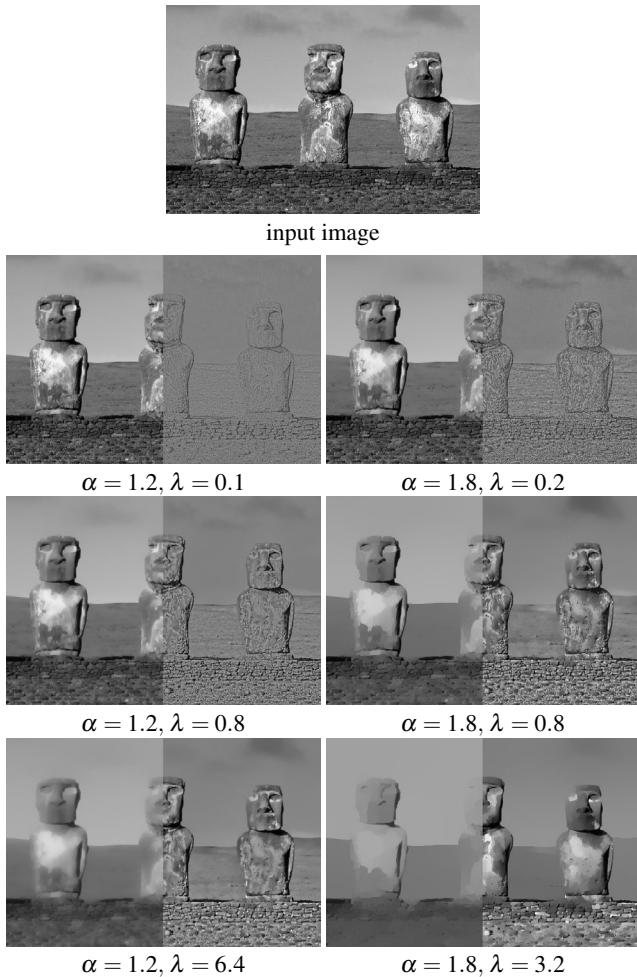 input image
α = 1.2, λ = 0.1
α = 1.8, λ = 0.2
α = 1.2, λ = 0.8
α = 1.8, λ = 0.8
α = 1.2, λ = 6.4
α = 1.8, λ = 3.2